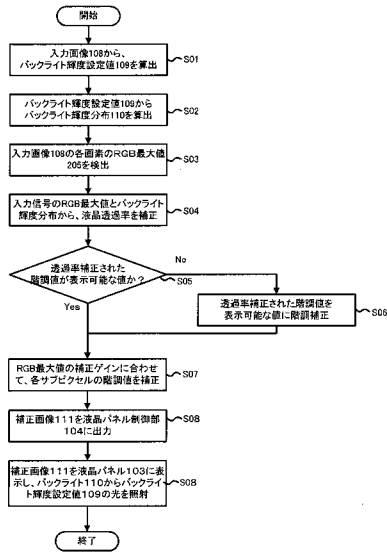 開始
入力画像108から、
バックライト輝度設定値109を算出
S01
バックライト輝度設定値109から
バックライト輝度分布110を算出
S02
入力画像108の各画素のRGB最大値
205を検出
S03
入力信号のRGB最大値とバックライト
輝度分布から、液晶透過率を補正
S04
透過率補正された
階調値が表示可能な値か？
S05
No
Yes
透過率補正された階調値を
表示可能な値に階調補正
S06
RGB最大値の補正ゲインに合わせ
て、各サブピクセルの階調値を補正
S07
補正画像111を液晶パネル制御部
104に出力
S08
補正画像111を液晶パネル103に表
示し、バックライト110からバックライ
ト輝度設定値109の光を照射
S08
終了